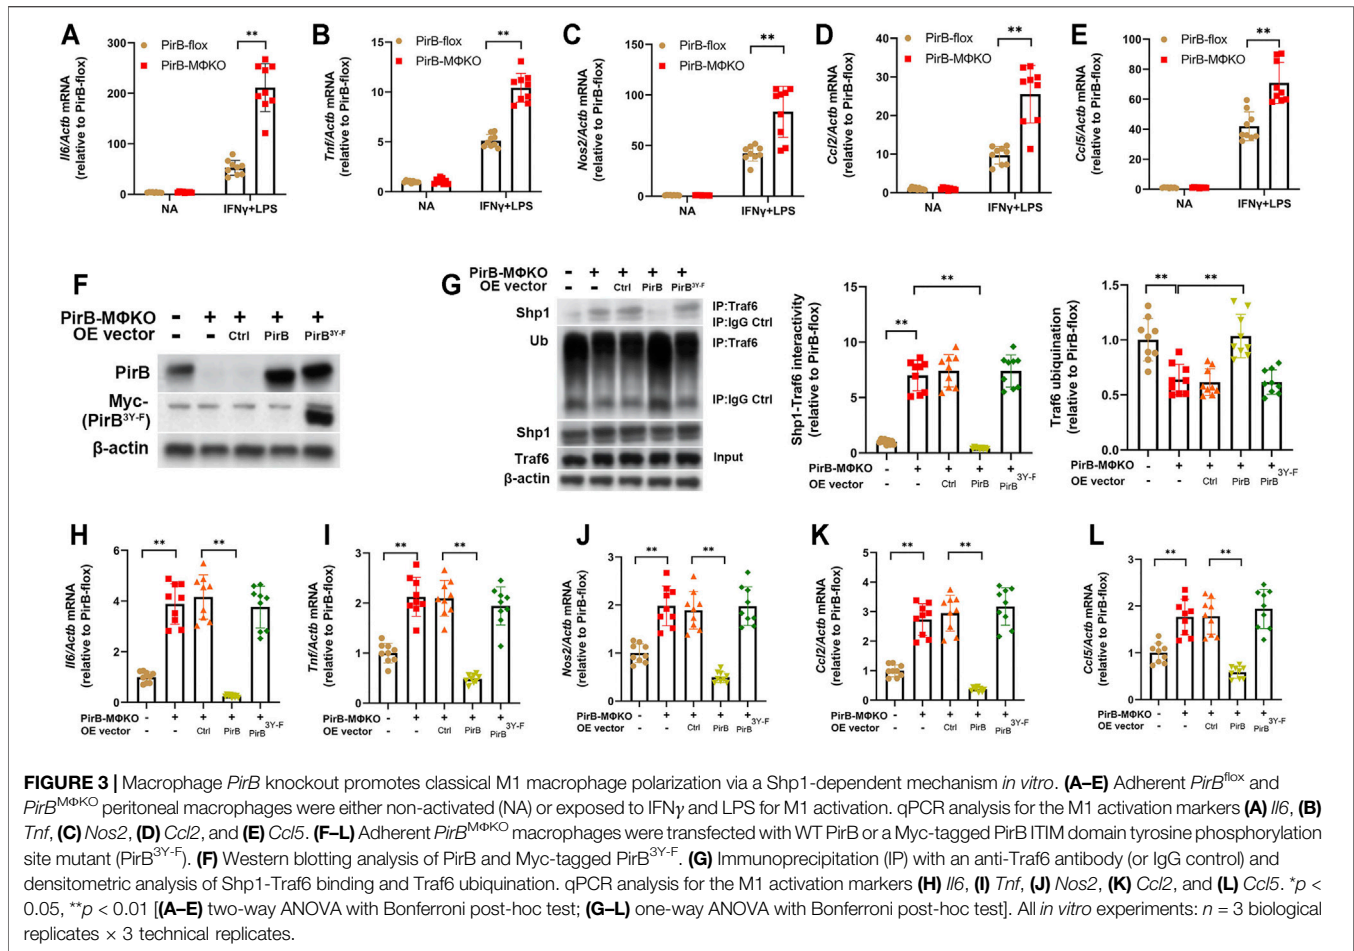 A
Il6/Actb mRNA
(relative to PirB-flox)
300
200
100
0
PirB-flox
PirB-MΦKO
**
NA
IFNγ+LPS
B
Tnf/Actb mRNA
(relative to PirB-flox)
15
10
5
0
PirB-flox
PirB-MΦKO
**
NA
IFNγ+LPS
C
Nos2/Actb mRNA
(relative to PirB-flox)
150
100
50
0
PirB-flox
PirB-MΦKO
**
NA
IFNγ+LPS
D
Ccl2/Actb mRNA
(relative to PirB-flox)
40
30
20
10
0
PirB-flox
PirB-MΦKO
**
NA
IFNγ+LPS
E
Ccl5/Actb mRNA
(relative to PirB-flox)
100
80
60
40
20
0
PirB-flox
PirB-MΦKO
**
NA
IFNγ+LPS
F
PirB-MΦKO - + + + +
OE vector - - Ctrl PirB PirB3Y-F
PirB
Myc-
(PirB3Y-F)
β-actin
G
PirB-MΦKO - + + + +
OE vector - - Ctrl PirB PirB3Y-F
Shp1
IP:Traf6
IP:IgG Ctrl
Ub
IP:Traf6
IP:IgG Ctrl
Shp1
Traf6
Input
β-actin
Shp1-Traf6 interactivity
(relative to PirB-flox)
15
10
5
0
**
**
PirB-MΦKO - + + + +
OE vector - - Ctrl PirB PirB3Y-F
Traf6 ubiquination
(relative to PirB-flox)
1.5
1.0
0.5
0.0
**
**
PirB-MΦKO - + + + +
OE vector - - Ctrl PirB PirB3Y-F
H
Il6/Actb mRNA
(relative to PirB-flox)
6
4
2
0
**
**
PirB-MΦKO - + + + +
OE vector - - Ctrl PirB PirB3Y-F
I
Tnf/Actb mRNA
(relative to PirB-flox)
3
2
1
0
**
**
PirB-MΦKO - + + + +
OE vector - - Ctrl PirB PirB3Y-F
J
Nos2/Actb mRNA
(relative to PirB-flox)
3
2
1
0
**
**
PirB-MΦKO - + + + +
OE vector - - Ctrl PirB PirB3Y-F
K
Ccl2/Actb mRNA
(relative to PirB-flox)
5
4
3
2
1
0
**
**
PirB-MΦKO - + + + +
OE vector - - Ctrl PirB PirB3Y-F
L
Ccl5/Actb mRNA
(relative to PirB-flox)
3
2
1
0
**
**
PirB-MΦKO - + + + +
OE vector - - Ctrl PirB PirB3Y-F
FIGURE 3 | Macrophage PirB knockout promotes classical M1 macrophage polarization via a Shp1-dependent mechanism in vitro. (A–E) Adherent PirBflox and
PirBMΦKO peritoneal macrophages were either non-activated (NA) or exposed to IFNγ and LPS for M1 activation. qPCR analysis for the M1 activation markers (A) Il6, (B)
Tnf, (C) Nos2, (D) Ccl2, and (E) Ccl5. (F–L) Adherent PirBMΦKO macrophages were transfected with WT PirB or a Myc-tagged PirB ITIM domain tyrosine phosphorylation
site mutant (PirB3Y-F). (F) Western blotting analysis of PirB and Myc-tagged PirB3Y-F. (G) Immunoprecipitation (IP) with an anti-Traf6 antibody (or IgG control) and
densitometric analysis of Shp1-Traf6 binding and Traf6 ubiquination. qPCR analysis for the M1 activation markers (H) Il6, (I) Tnf, (J) Nos2, (K) Ccl2, and (L) Ccl5. *p <
0.05, **p < 0.01 [(A–E) two-way ANOVA with Bonferroni post-hoc test; (G–L) one-way ANOVA with Bonferroni post-hoc test]. All in vitro experiments: n = 3 biological
replicates × 3 technical replicates.